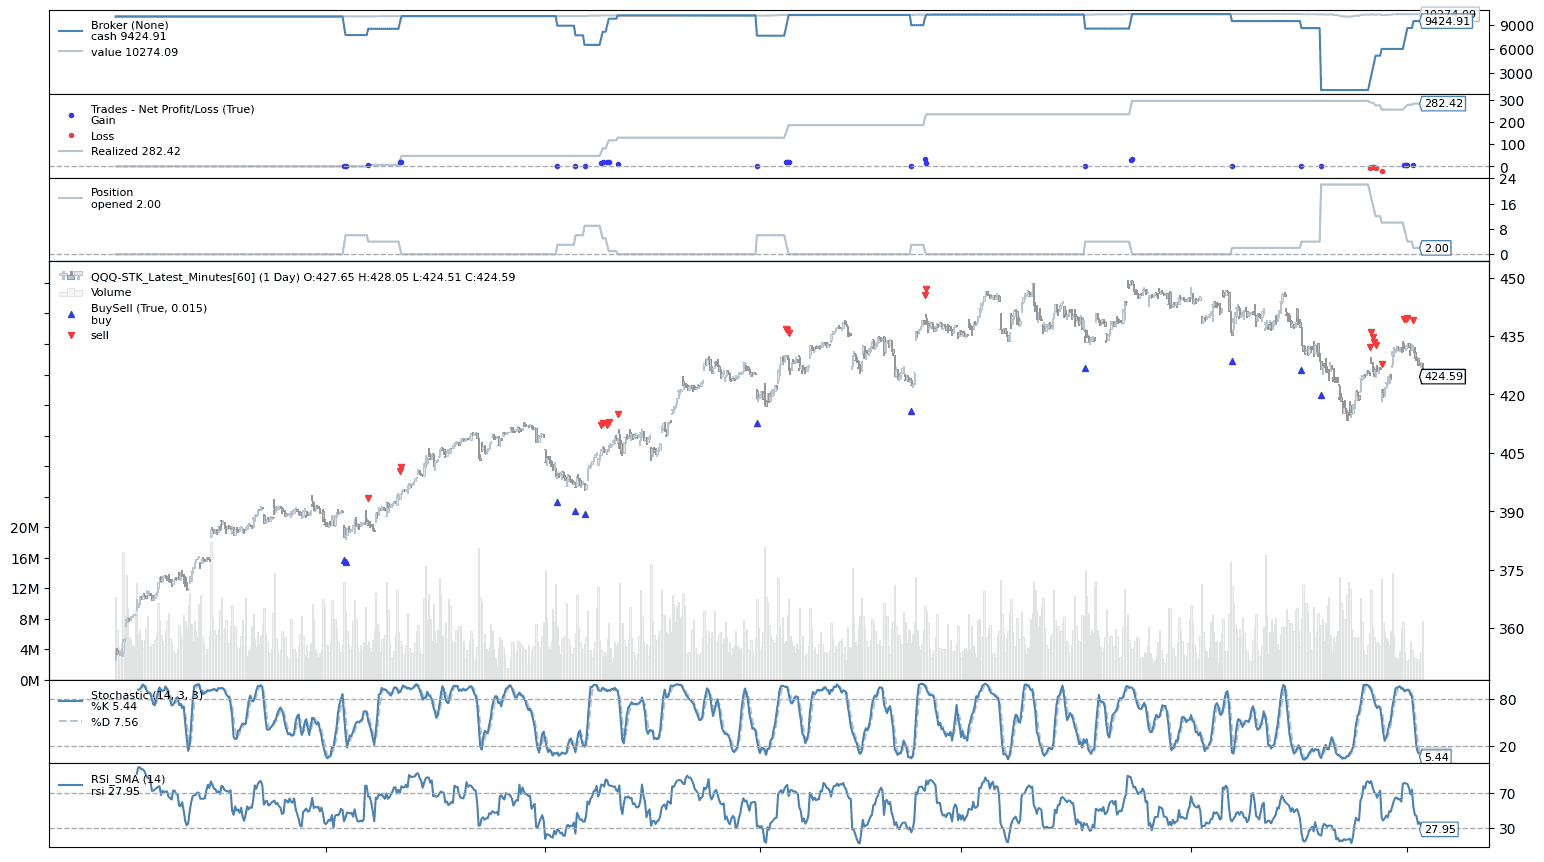 Broker (None)
cash 9424.91
value 10274.09
10274.09
9424.91
9000
6000
3000
Trades - Net Profit/Loss (True)
Gain
Loss
Realized 282.42
282.42
300
200
100
0
Position
opened 2.00
2.00
24
16
8
0
QQQ-STK_Latest_Minutes[60] (1 Day) O:427.65 H:428.05 L:424.51 C:424.59
Volume
BuySell (True, 0.015)
buy
sell
424.59
450
435
420
405
390
375
360
20M
16M
12M
8M
4M
0M
Stochastic (14, 3, 3)
%K 5.44
%D 7.56
80
20
5.44
RSI_SMA (14)
rsi 27.95
70
30
27.95